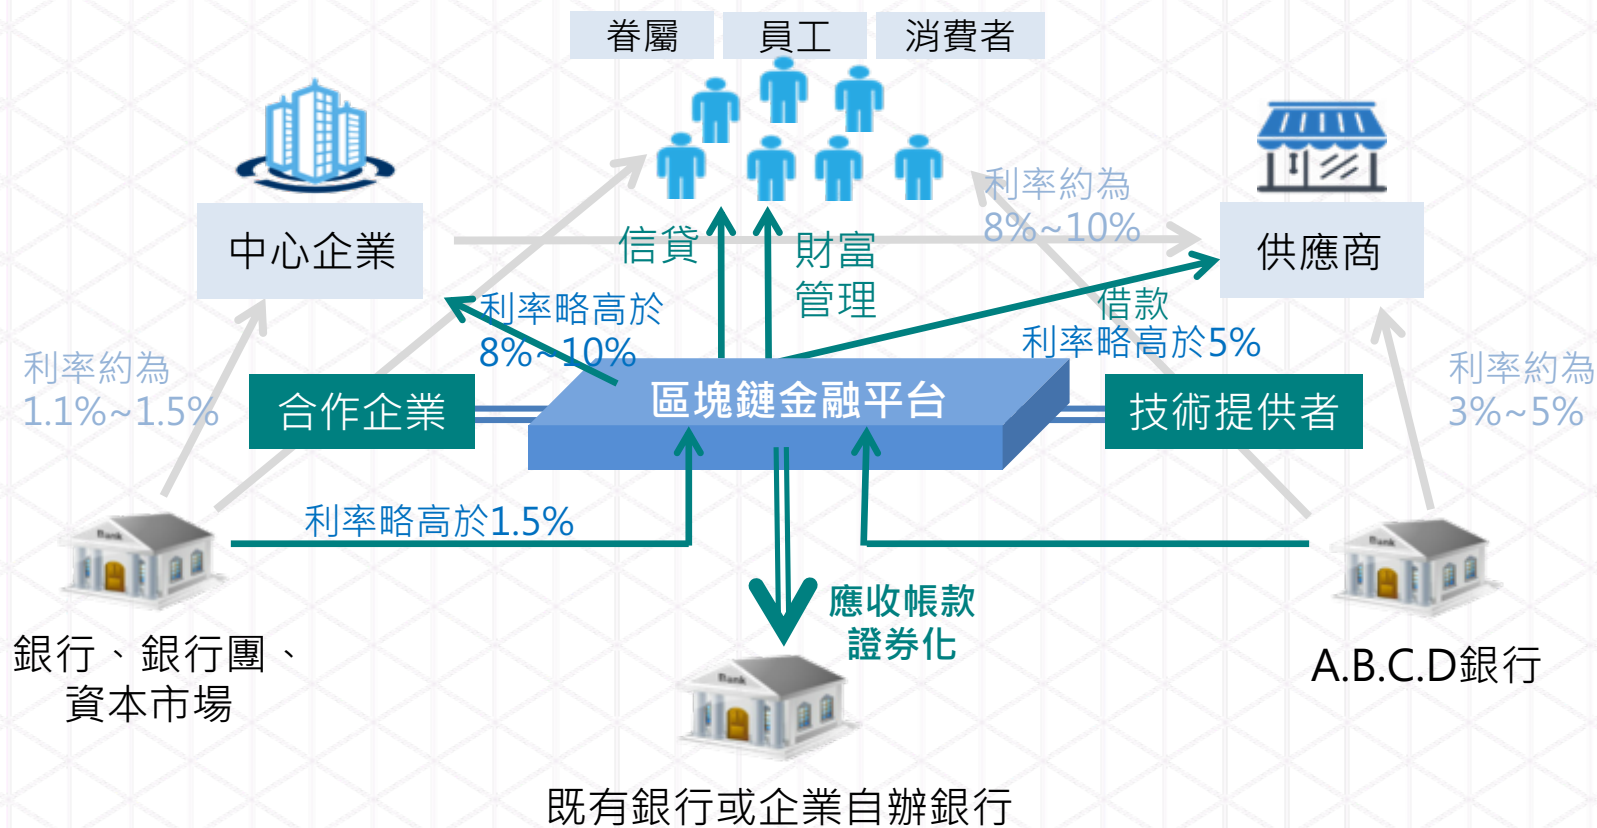 眷屬
員工
消費者
中心企業
供應商
利率約為
8%~10%
信貸
財富
管理
利率略高於
8%~10%
借款
利率略高於5%
利率約為
1.1%~1.5%
利率約為
3%~5%
合作企業
區塊鏈金融平台
技術提供者
利率略高於1.5%
Bank
Bank
應收帳款
證券化
銀行、銀行團、
資本市場
Bank
A.B.C.D銀行
既有銀行或企業自辦銀行